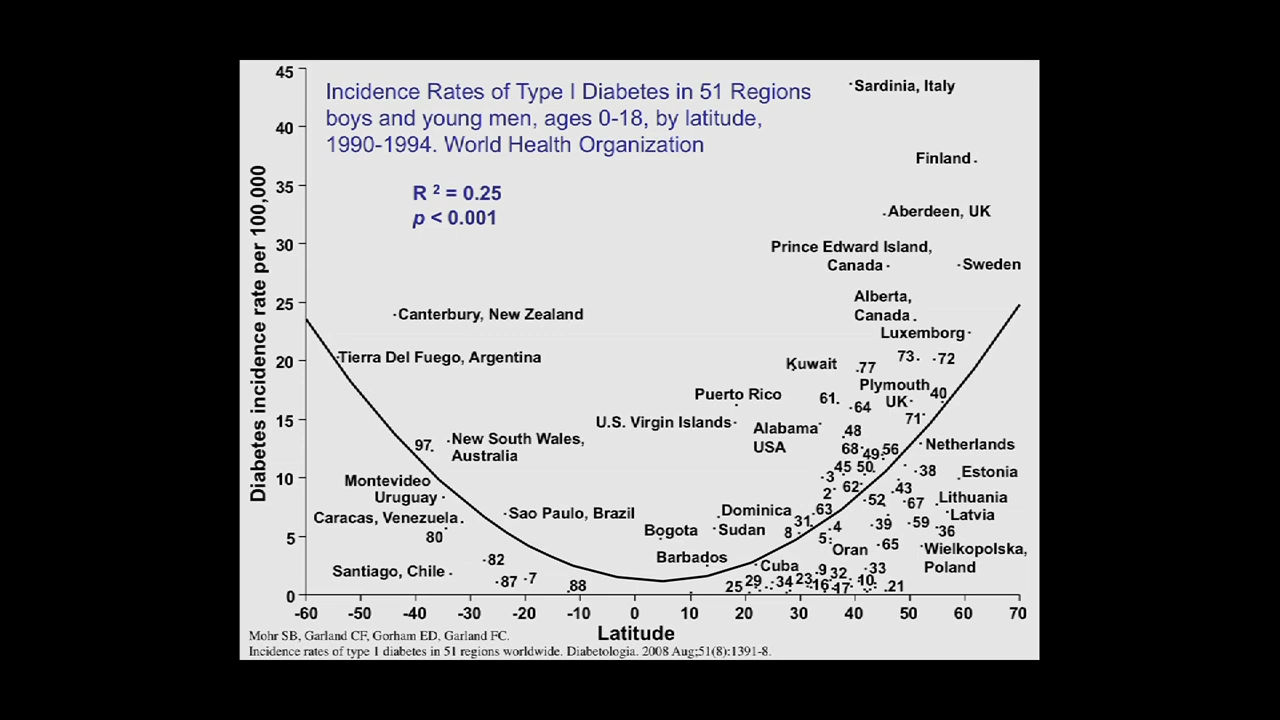 Incidence Rates of Type I Diabetes in 51 Regions
boys and young men, ages 0-18, by latitude,
1990-1994. World Health Organization
R 2 = 0.25
p < 0.001
Diabetes incidence rate per 100,000
45
40
35
30
25
20
15
10
5
0
Sardinia, Italy
Finland
Aberdeen, UK
Prince Edward Island,
Canada
Sweden
Alberta,
Canada
Luxemborg
Canterbury, New Zealand
Tierra Del Fuego, Argentina
Kuwait
77
73
72
Puerto Rico
61
64
Plymouth
UK
40
71
U.S. Virgin Islands
Alabama
USA
48
68
49
56
Netherlands
97
New South Wales,
Australia
45
50
38
Estonia
3
2
62
43
Montevideo
Uruguay
52
67
Lithuania
Latvia
Caracas, Venezuela
80
Sao Paulo, Brazil
Dominica
63
31
Bogota
Sudan
8
4
39
59
36
5
Oran
65
Wielkopolska,
Poland
Barbados
82
Cuba
9
32
33
Santiago, Chile
87
7
88
25
29
34
23
16
17
10
21
-60 -50 -40 -30 -20 -10 0 10 20 30 40 50 60 70
Latitude
Mohr SB, Garland CF, Gorham ED, Garland FC.
Incidence rates of type 1 diabetes in 51 regions worldwide. Diabetologia. 2008 Aug;51(8):1391-8.